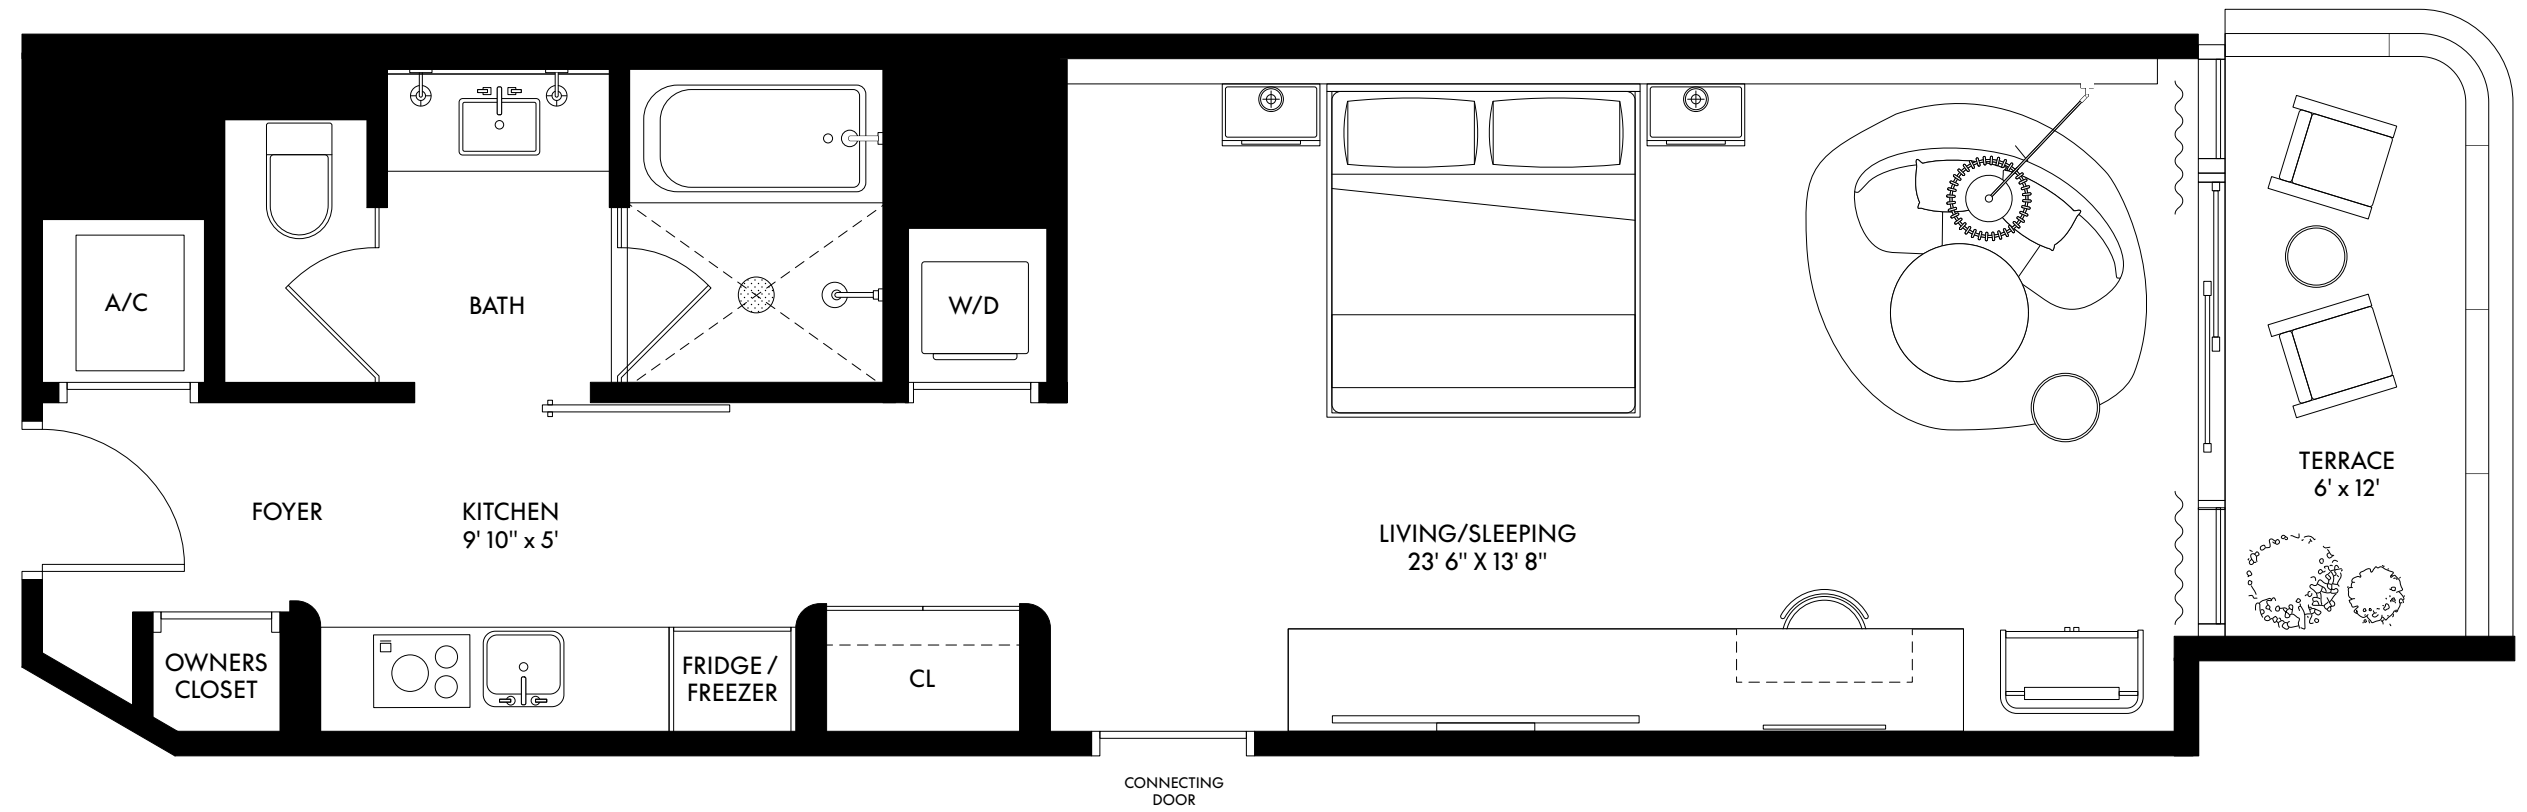 A/C
BATH
W/D
FOYER
KITCHEN
9' 10" x 5'
LIVING/SLEEPING
23' 6" X 13' 8"
TERRACE
6' x 12'
OWNERS
CLOSET
FRIDGE /
FREEZER
CL
CONNECTING
DOOR